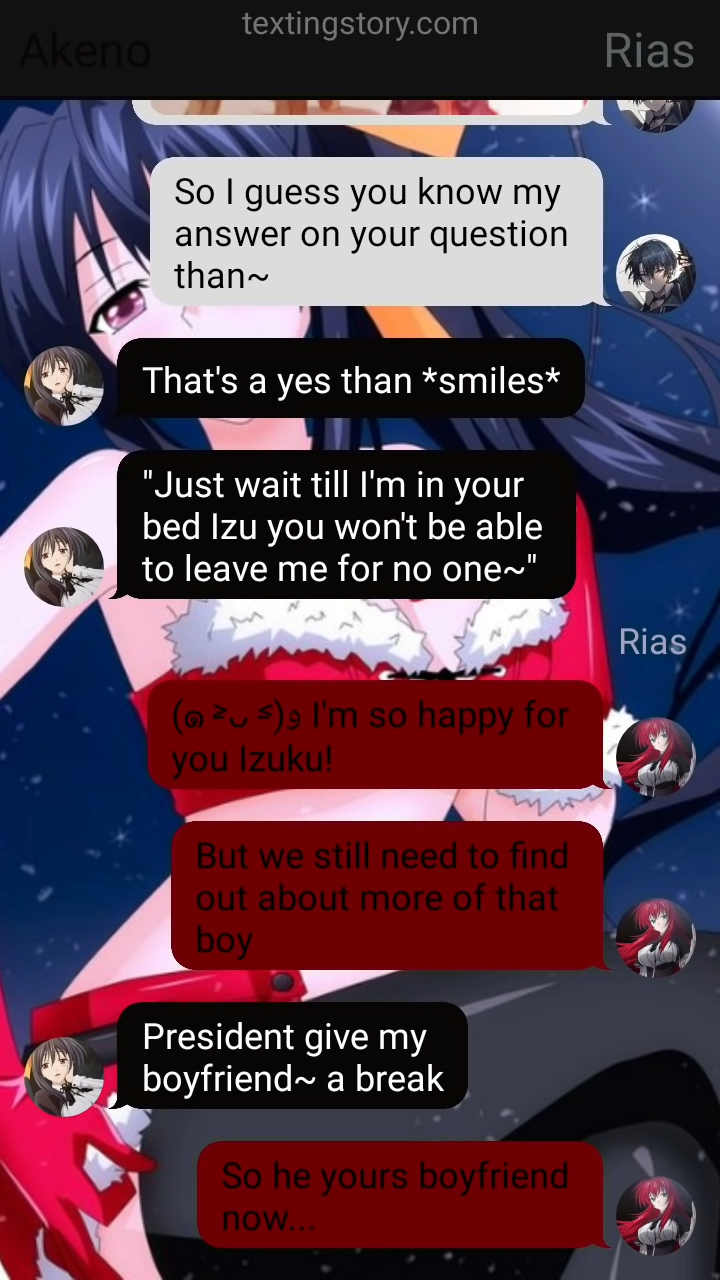 textingstory.com
Akeno
Rias
So I guess you know my
answer on your question
than~
That's a yes than *smiles*
"Just wait till I'm in your
bed Izu you won't be able
to leave me for no one~"
Rias
(๑˃̵ᴗ˂̵)و I'm so happy for
you Izuku!
But we still need to find
out about more of that
boy
President give my
boyfriend~ a break
So he yours boyfriend
now...